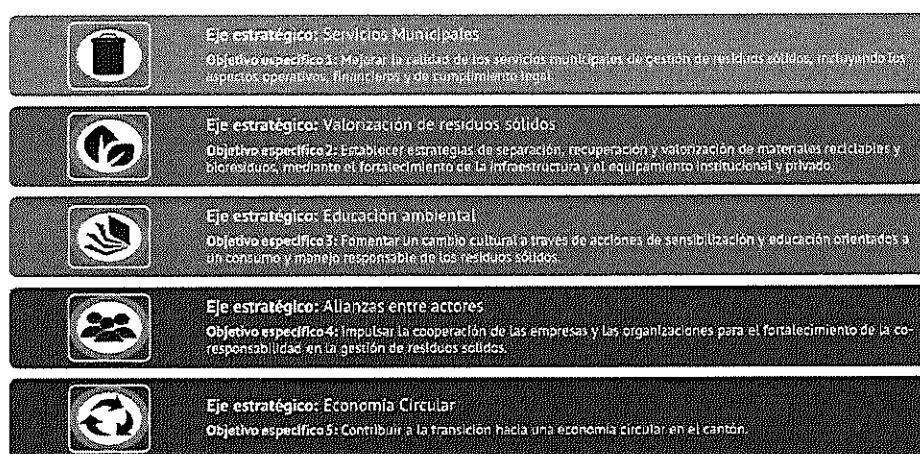 Eje estratégico: Servicios Municipales
Objetivo específico 1: Mejorar la calidad de los servicios municipales de gestión de residuos sólidos, incluyendo los
aspectos operativos, financieros y de cumplimiento legal.
Eje estratégico: Valorización de residuos sólidos
Objetivo específico 2: Establecer estrategias de separación, recuperación y valorización de materiales reciclables y
bioresiduos, mediante el fortalecimiento de la infraestructura y el equipamiento institucional y privado.
Eje estratégico: Educación ambiental
Objetivo específico 3: Fomentar un cambio cultural a través de acciones de sensibilización y educación orientados a
un consumo y manejo responsable de los residuos sólidos.
Eje estratégico: Alianzas entre actores
Objetivo específico 4: Impulsar la cooperación de las empresas y las organizaciones para el fortalecimiento de la co-
responsabilidad en la gestión de residuos solidos.
Eje estratégico: Economía Circular
Objetivo específico 5: Contribuir a la transición hacia una economía circular en el cantón.